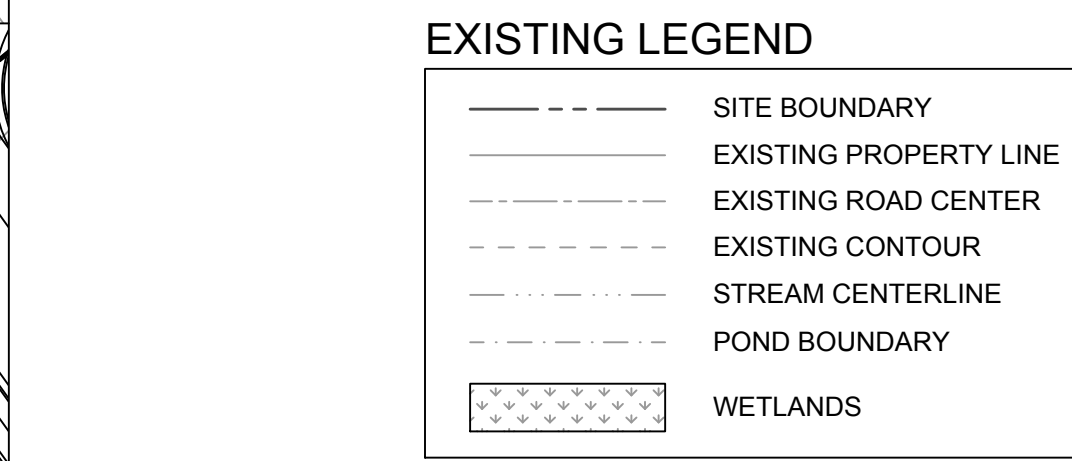 EXISTING LEGEND
SITE BOUNDARY
EXISTING PROPERTY LINE
EXISTING ROAD CENTER
EXISTING CONTOUR
STREAM CENTERLINE
POND BOUNDARY
WETLANDS